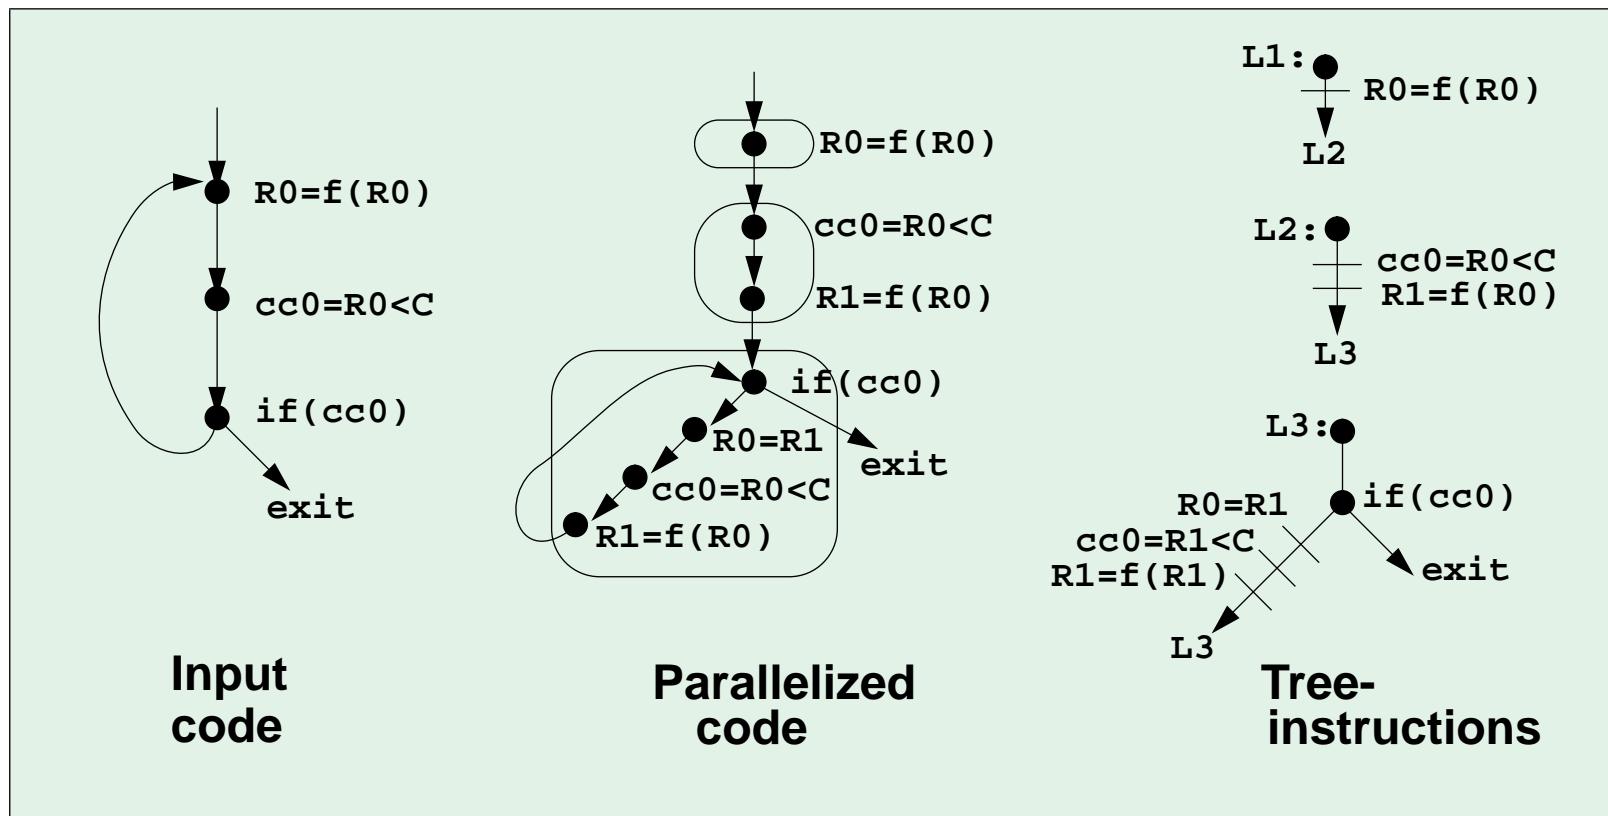 R0=f(R0)
cc0=R0<C
if(cc0)
exit
Input
code
R0=f(R0)
cc0=R0<C
R1=f(R0)
if(cc0)
R0=R1
exit
cc0=R0<C
R1=f(R0)
Parallelized
code
L1:
R0=f(R0)
L2
L2:
cc0=R0<C
R1=f(R0)
L3
L3:
if(cc0)
R0=R1
cc0=R1<C
R1=f(R1)
exit
L3
Tree-
instructions